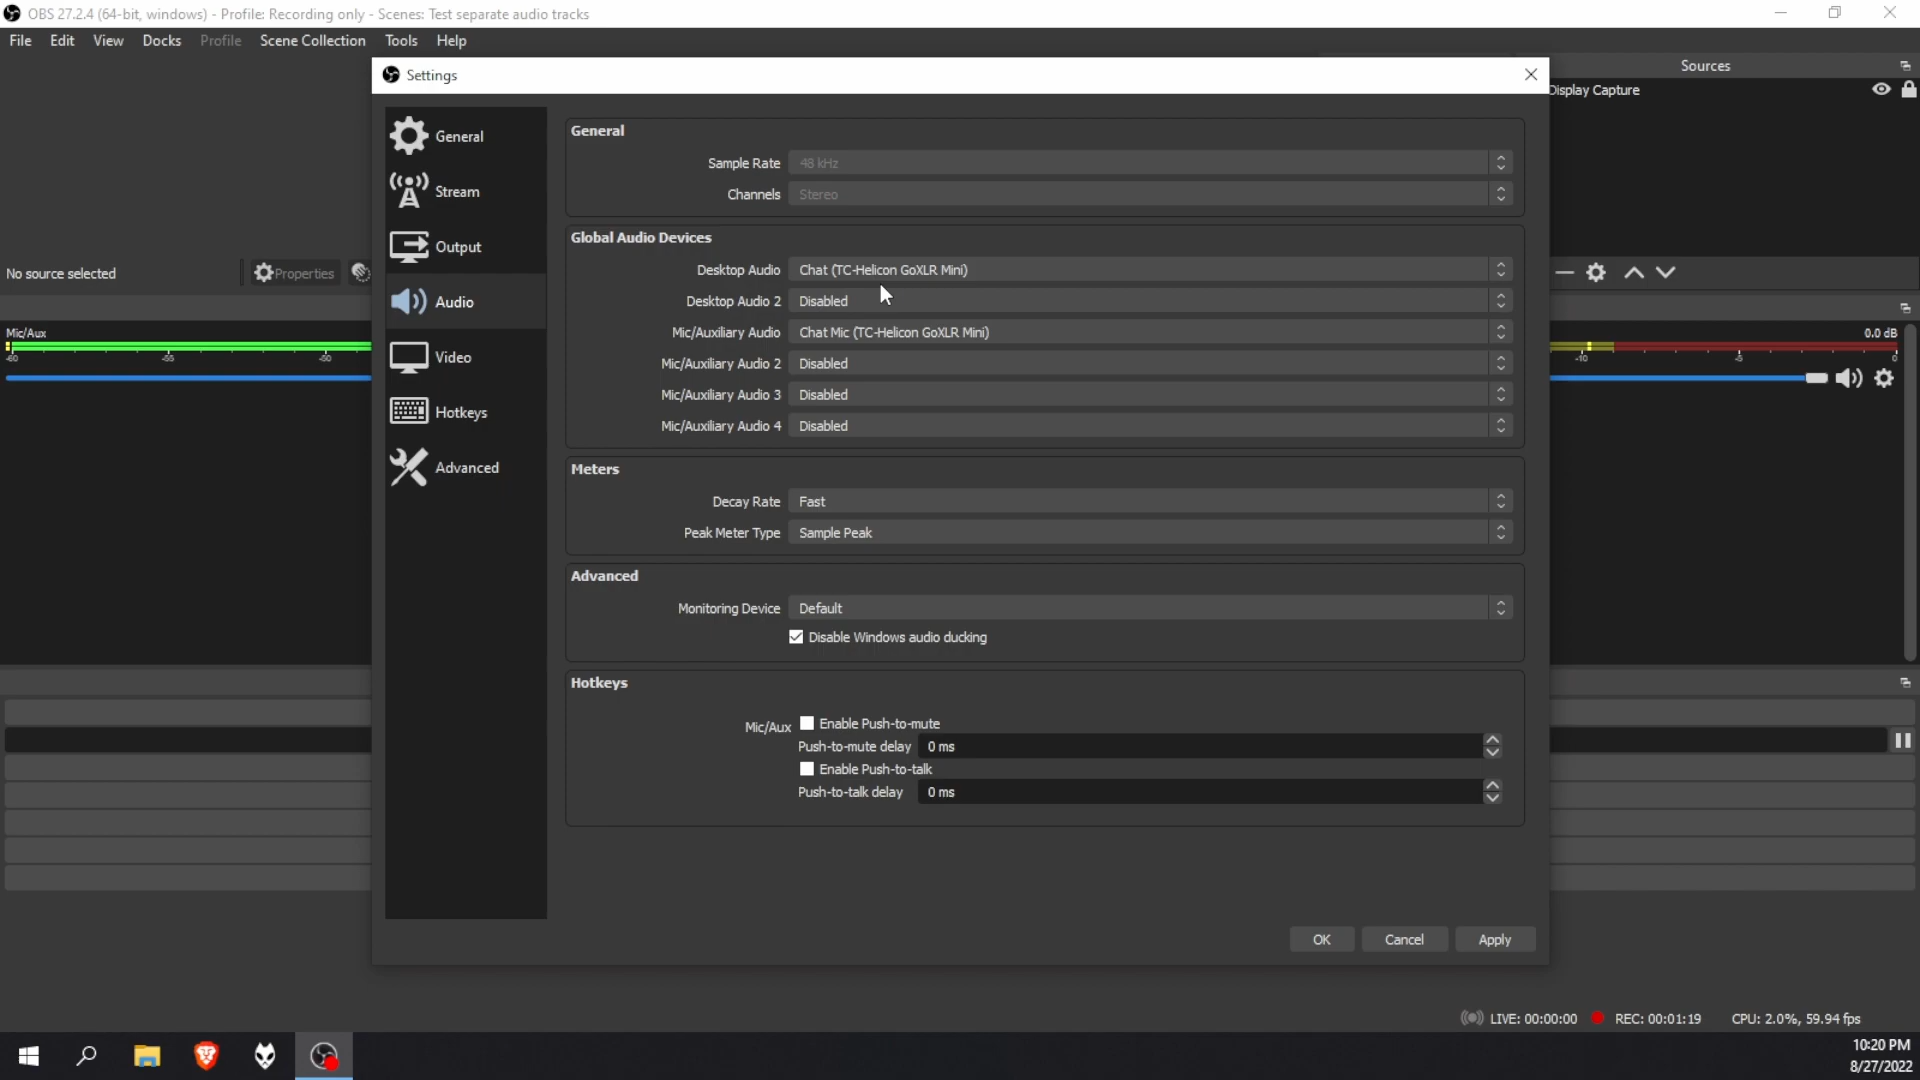 OBS 27.2.4 (64-bit, windows) - Profile: Recording only - Scenes: Test separate audio tracks
File Edit View Docks Profile Scene Collection Tools Help
Settings
Sources
Display Capture
General
Stream
Output
Audio
Video
Hotkeys
Advanced
General
Sample Rate 48 kHz
Channels Stereo
Global Audio Devices
Desktop Audio Chat (TC-Helicon GoXLR Mini)
Desktop Audio 2 Disabled
Mic/Auxiliary Audio Chat Mic (TC-Helicon GoXLR Mini)
Mic/Auxiliary Audio 2 Disabled
Mic/Auxiliary Audio 3 Disabled
Mic/Auxiliary Audio 4 Disabled
Meters
Decay Rate Fast
Peak Meter Type Sample Peak
Advanced
Monitoring Device Default
Disable Windows audio ducking
Hotkeys
Mic/Aux Enable Push-to-mute
Push-to-mute delay 0 ms
Enable Push-to-talk
Push-to-talk delay 0 ms
OK Cancel Apply
No source selected Properties
Mic/Aux
0.0 dB
-60 -55 -50 -10 -5 0
LIVE: 00:00:00 REC: 00:01:19 CPU: 2.0%, 59.94 fps
10:20 PM
8/27/2022